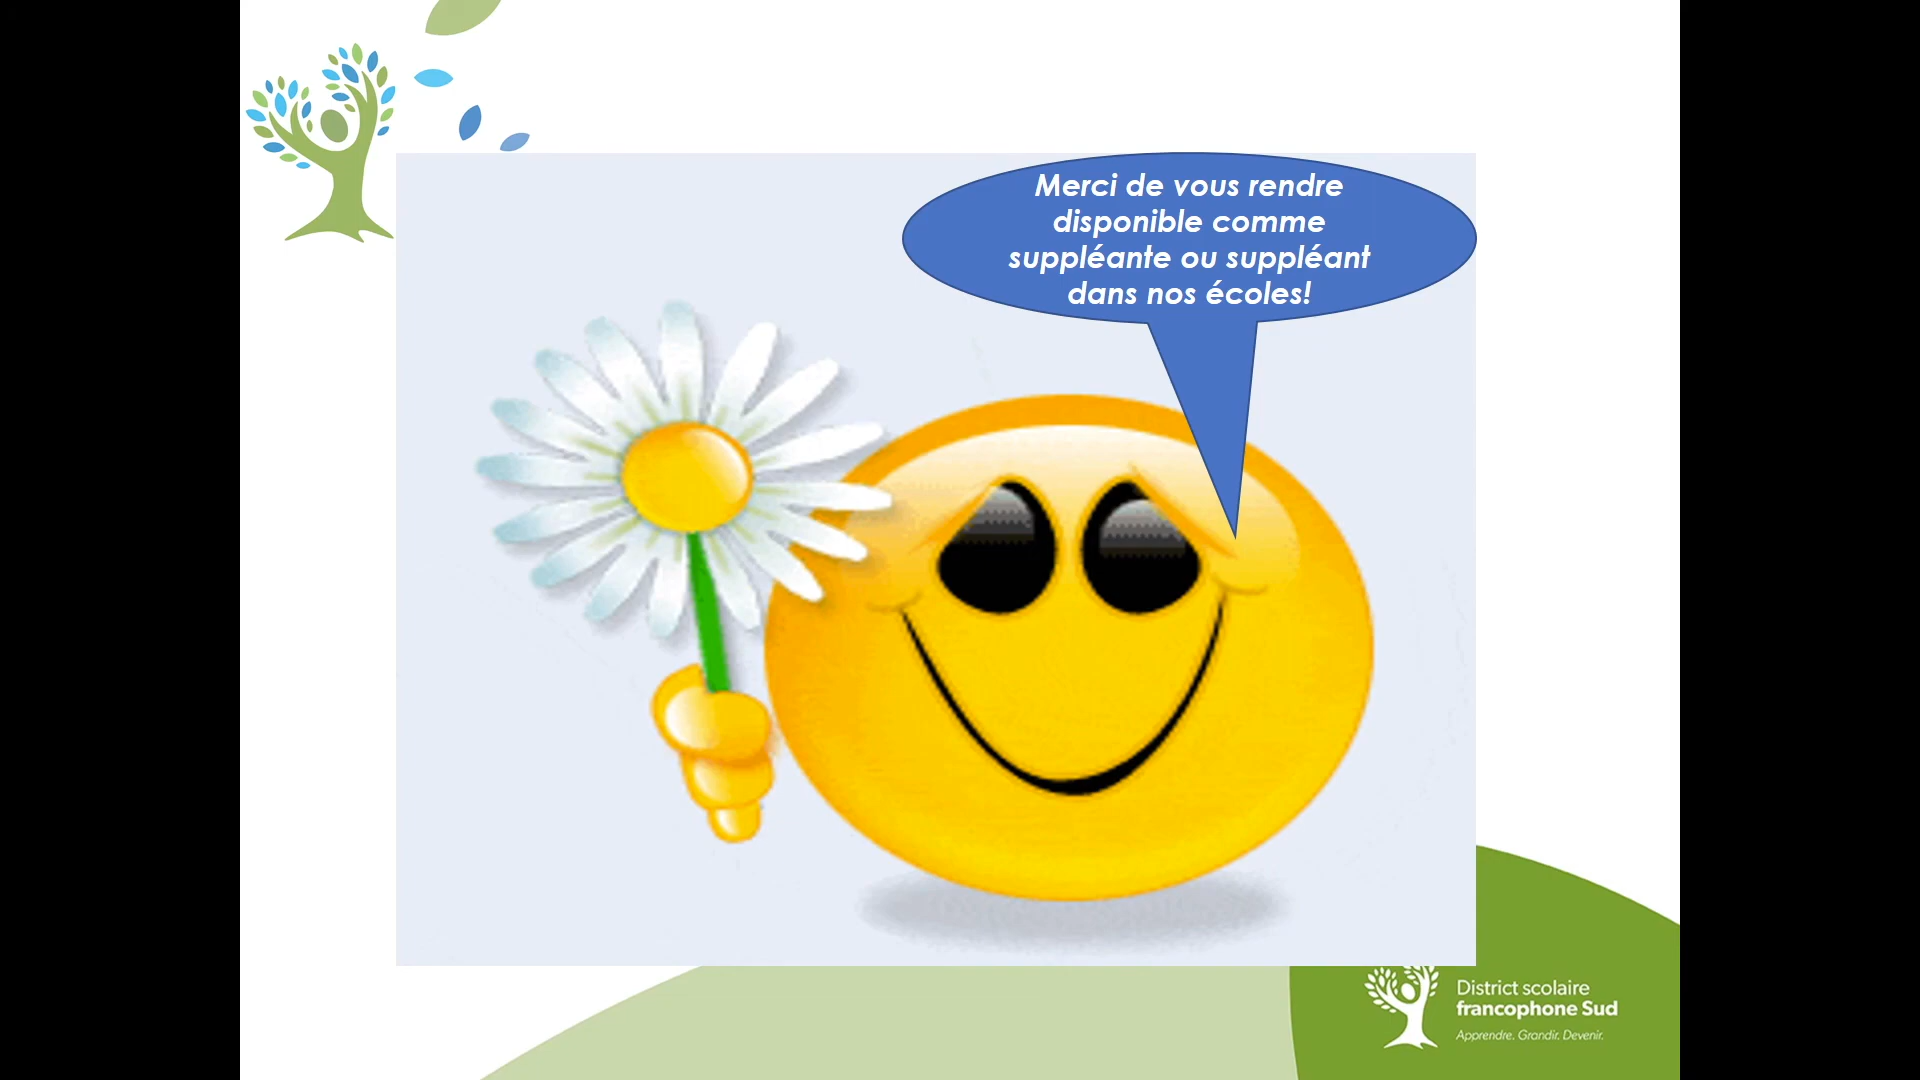 Merci de vous rendre
disponible comme
suppléante ou suppléant
dans nos écoles!
District scolaire
francophone Sud
Apprendre. Grandir. Devenir.